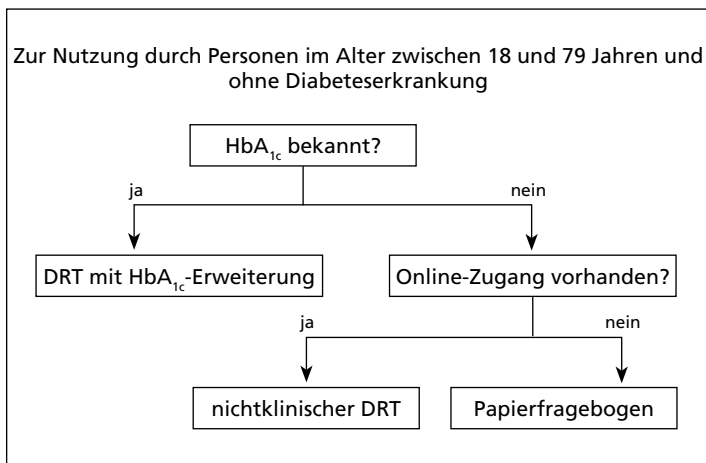 Zur Nutzung durch Personen im Alter zwischen 18 und 79 Jahren und
ohne Diabeteserkrankung
HbA1c bekannt?
ja
nein
DRT mit HbA1c-Erweiterung
Online-Zugang vorhanden?
ja
nein
nichtklinischer DRT
Papierfragebogen